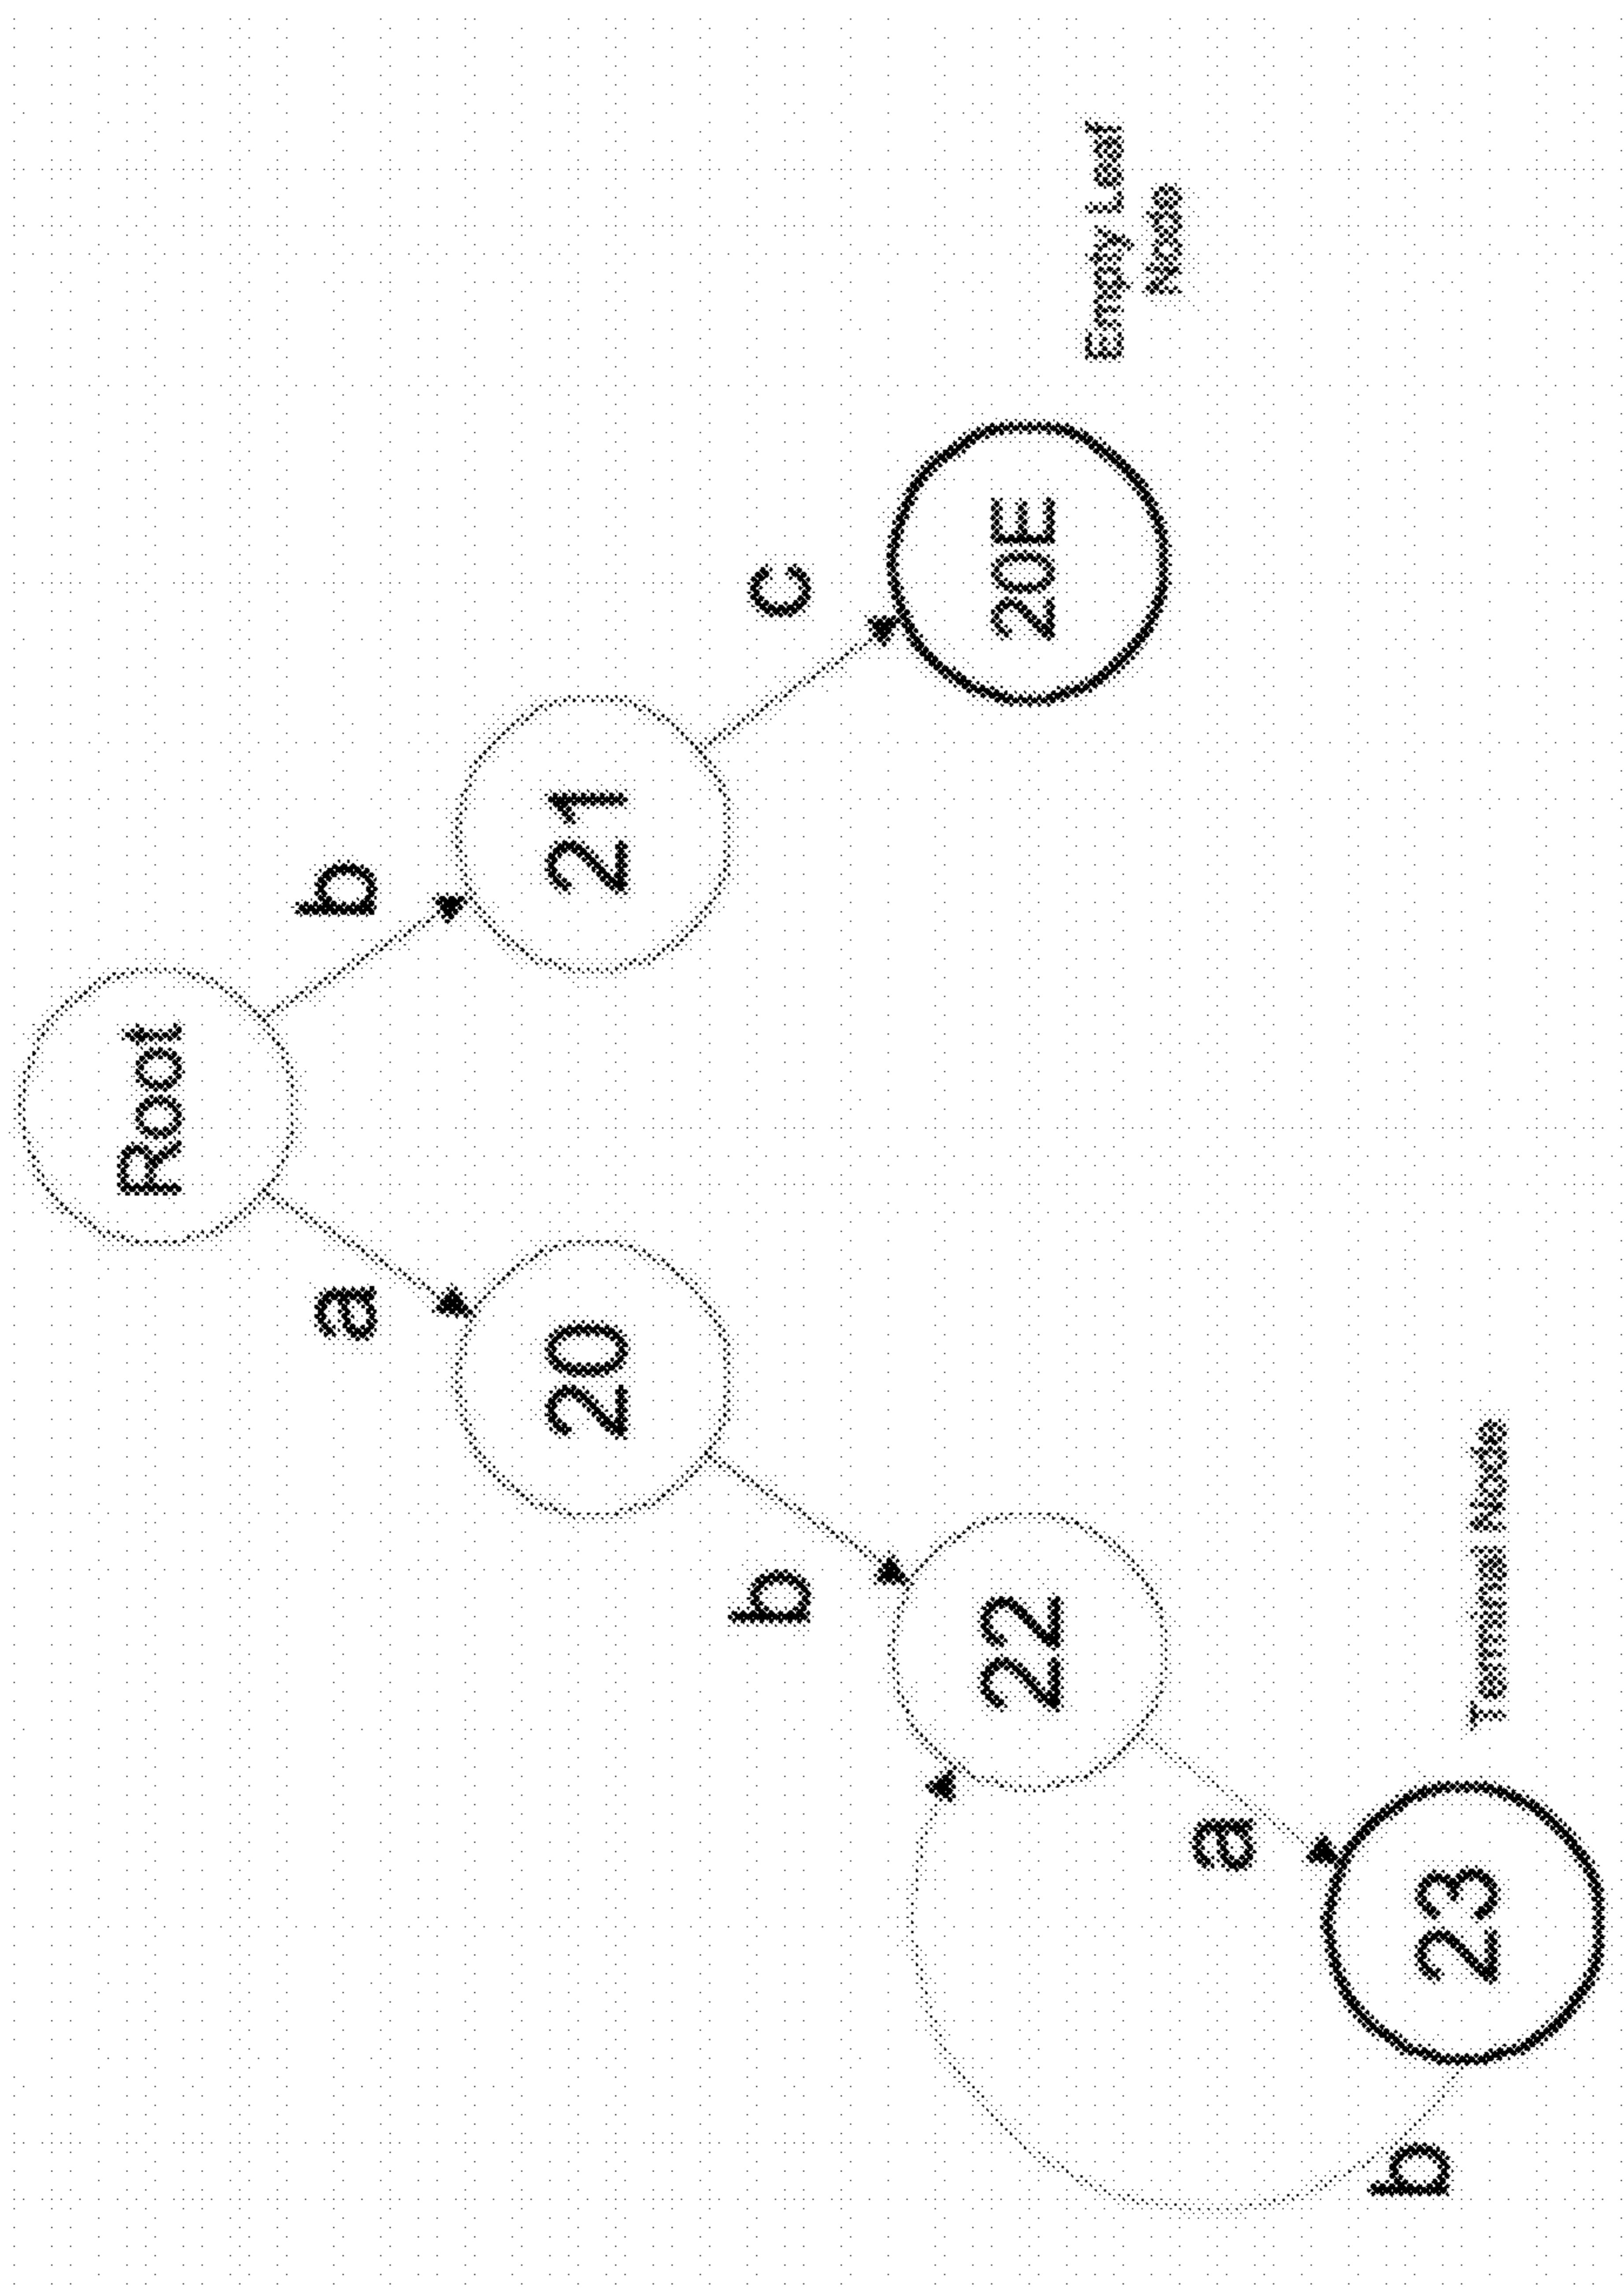 Root
a
b
20
21
b
c
22
20E
Empty Leaf
Node
a
23
Terminal Node
b